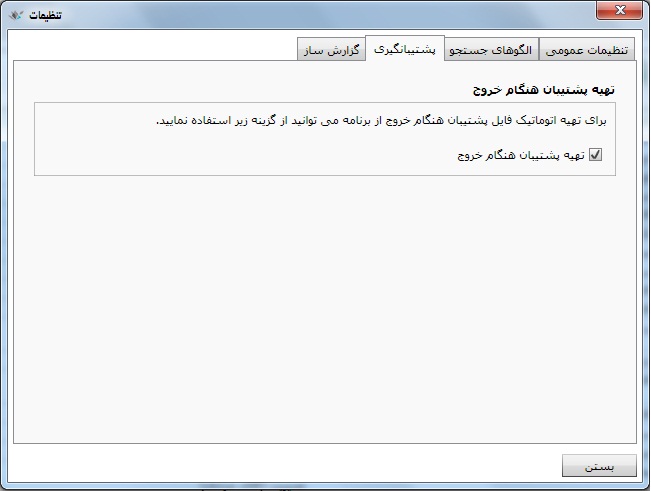 تنظیمات
تنظیمات عمومی
الگوهای جستجو
پشتیبانگیری
گزارش ساز
تهیه پشتیبان هنگام خروج
برای تهیه اتوماتیک فایل پشتیبان هنگام خروج از برنامه می توانید از گزینه زیر استفاده نمایید.
تهیه پشتیبان هنگام خروج
بستن